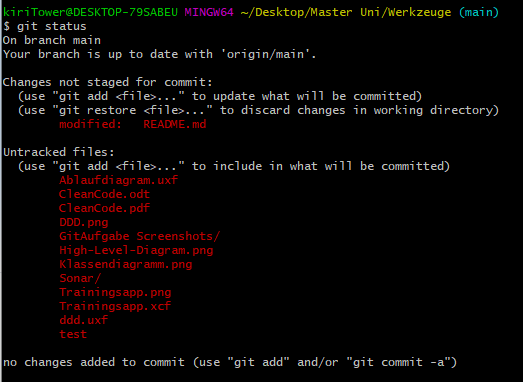 kiriTower@DESKTOP-79SABEU MINGW64 ~/Desktop/Master Uni/Werkzeuge (main)
$ git status
On branch main
Your branch is up to date with 'origin/main'.
Changes not staged for commit:
(use "git add <file>..." to update what will be committed)
(use "git restore <file>..." to discard changes in working directory)
modified: README.md
Untracked files:
(use "git add <file>..." to include in what will be committed)
Ablaufdiagram.uxf
CleanCode.odt
CleanCode.pdf
DDD.png
GitAufgabe Screenshots/
High-Level-Diagram.png
Klassendiagramm.png
Sonar/
Trainingsapp.png
Trainingsapp.xcf
ddd.uxf
test
no changes added to commit (use "git add" and/or "git commit -a")